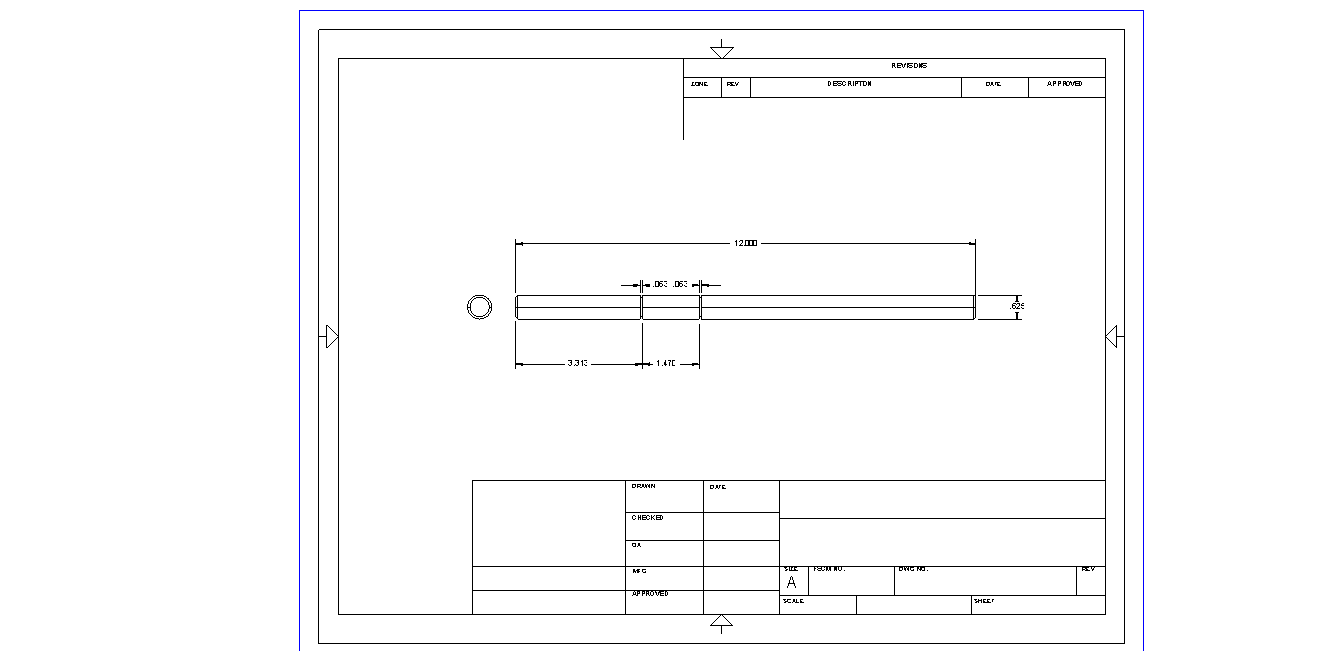 REVISIONS
ZONE REV DESCRIPTION DATE APPROVED
12.000
.063 .063
.625
3.313 1.470
DRAWN DATE
CHECKED
QA
MFG
APPROVED
SIZE FSCM NO. DWG NO. REV
A
SCALE SHEET